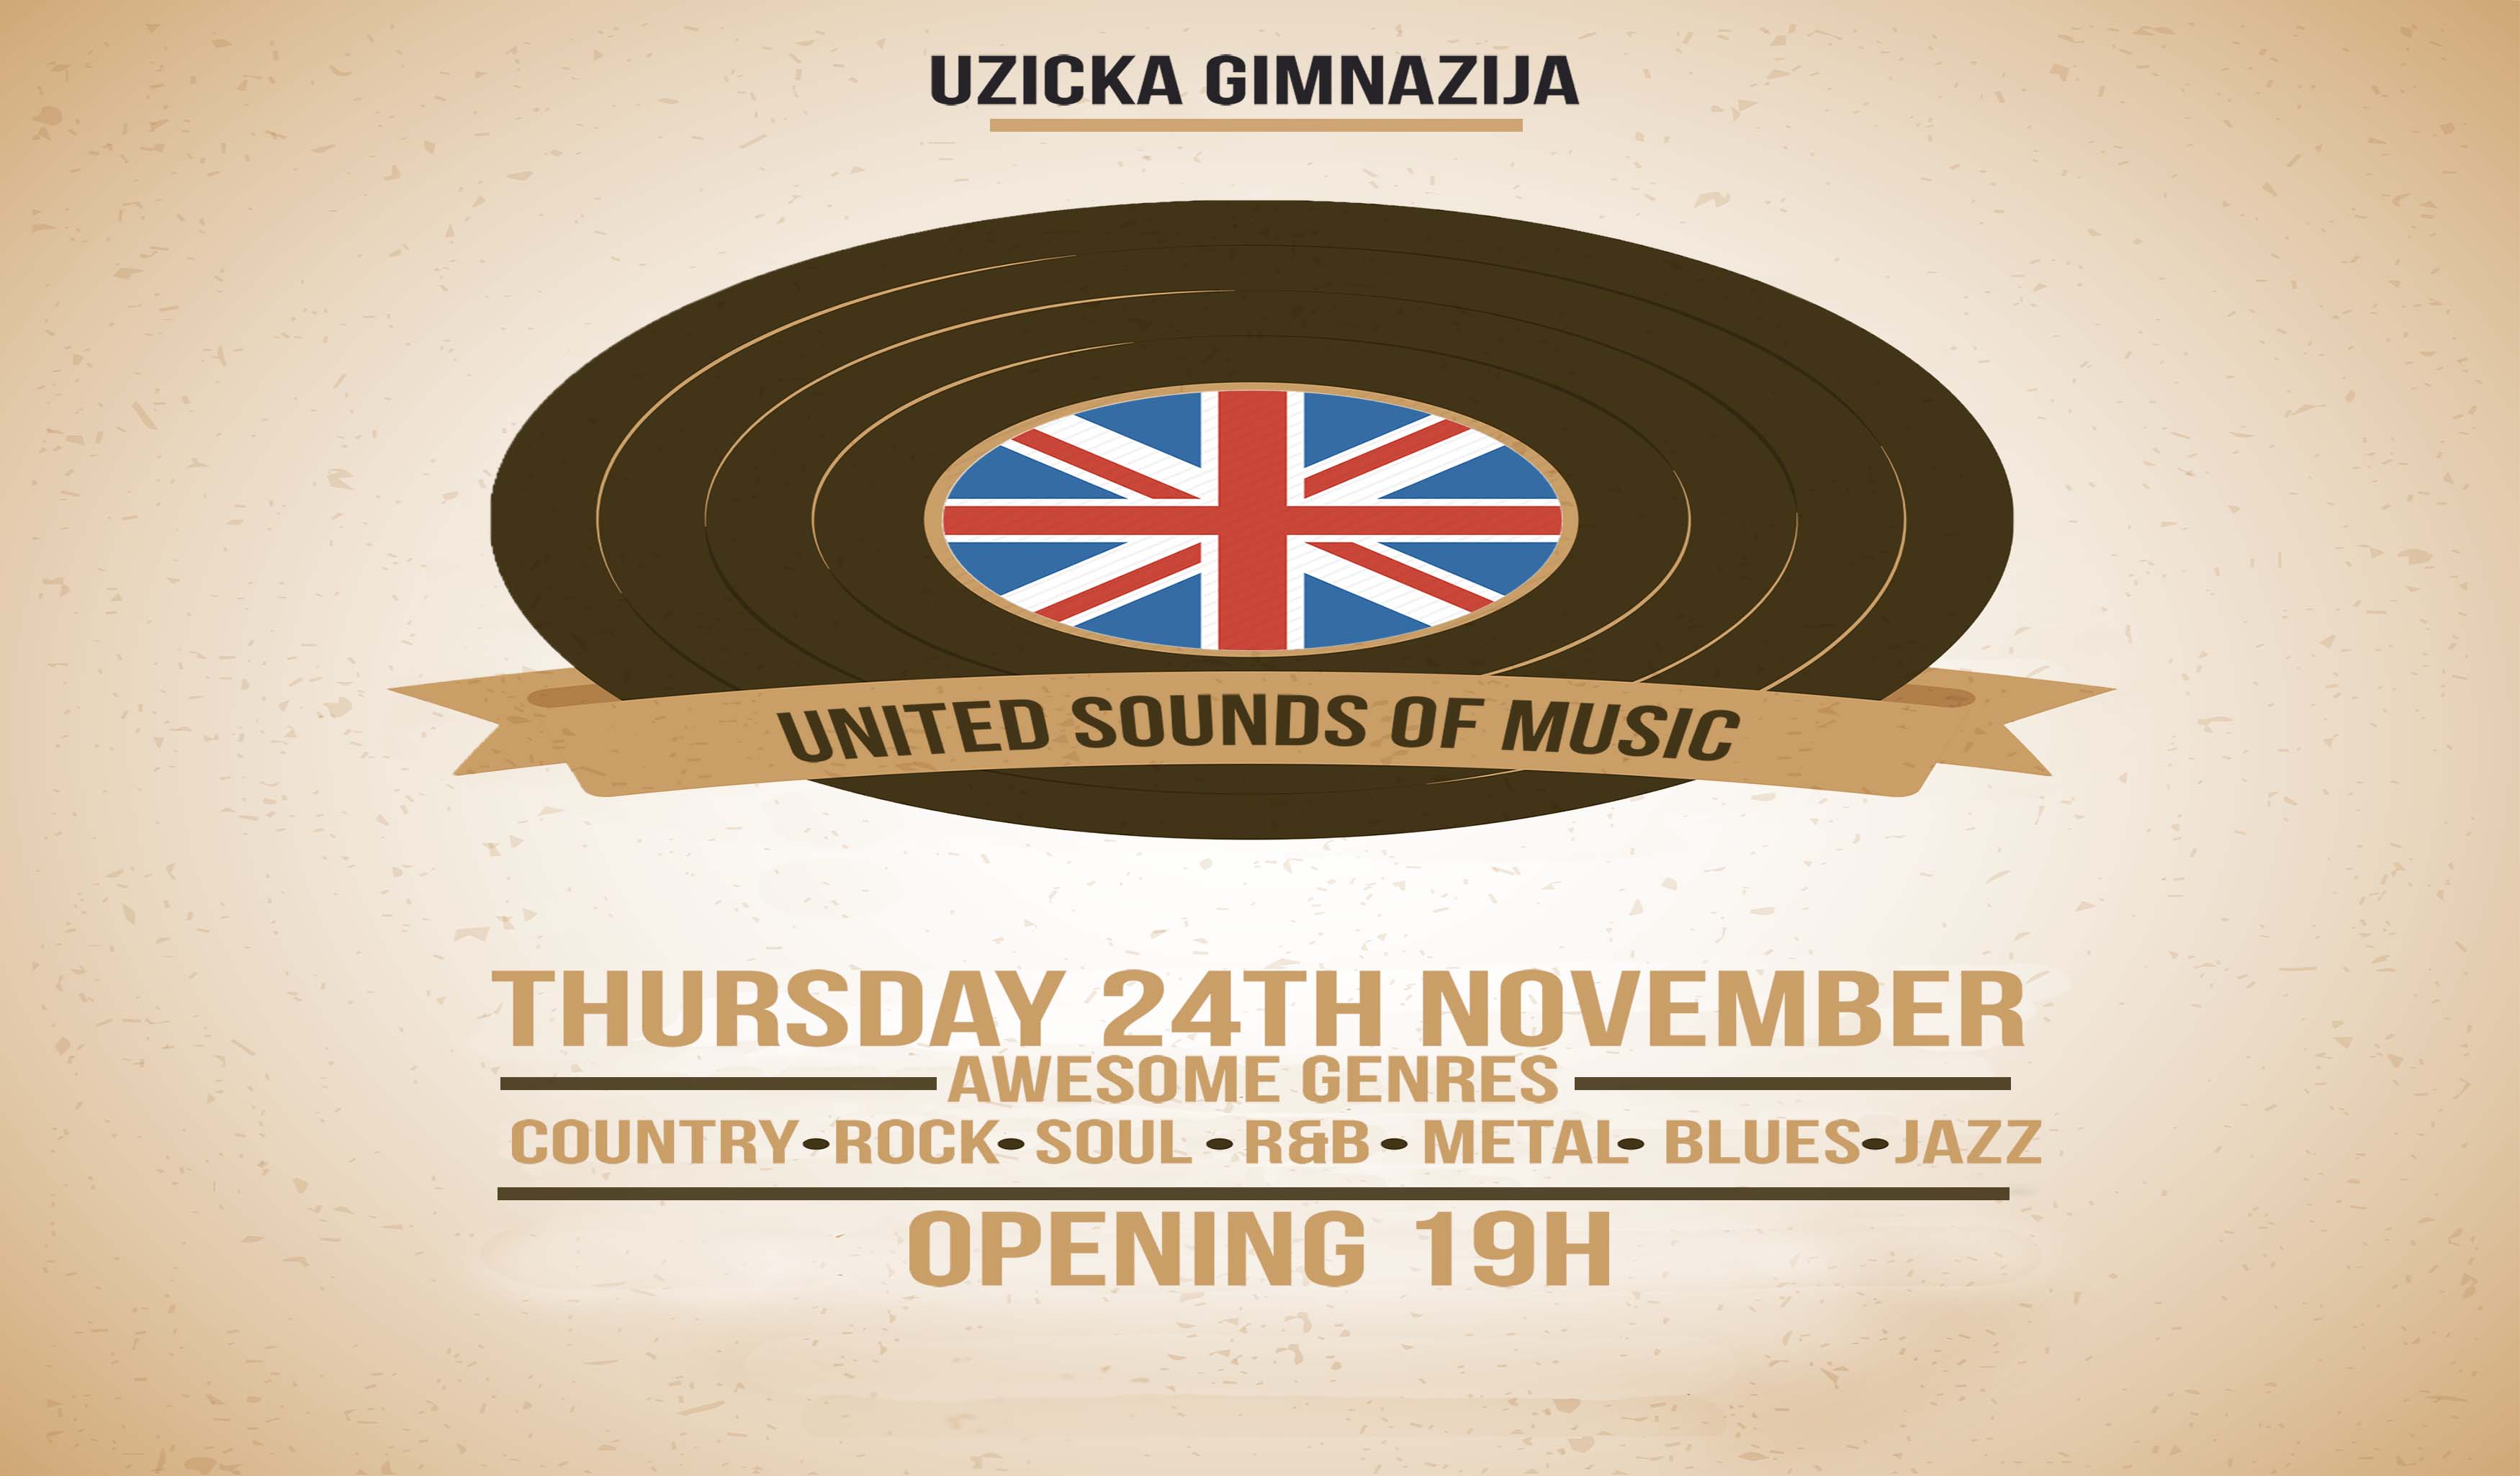 UZICKA GIMNAZIJA
UNITED SOUNDS OF MUSIC
THURSDAY 24TH NOVEMBER
AWESOME GENRES
COUNTRY•ROCK•SOUL•R&B•METAL•BLUES•JAZZ
OPENING 19H